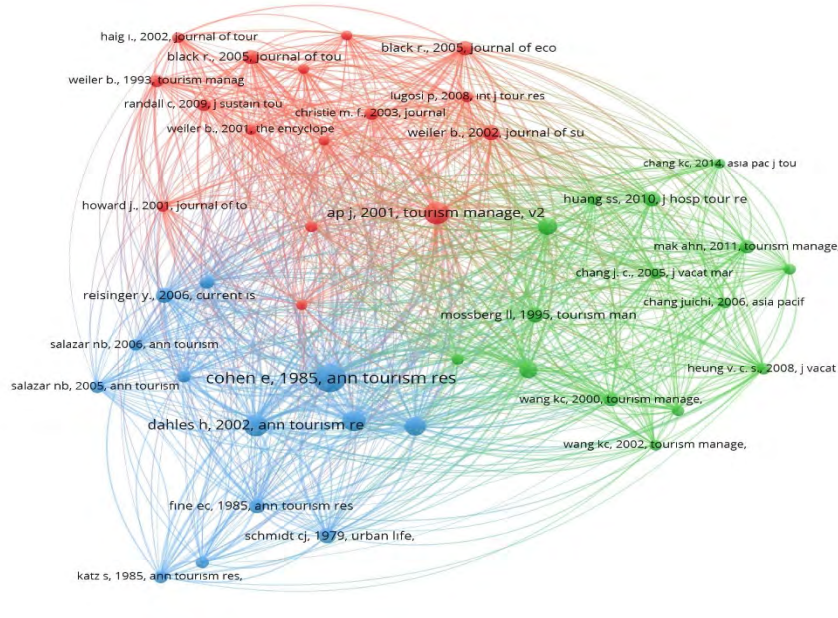 haig i., 2002, journal of tour
black r., 2005, journal of eco
black r., 2005, journal of tou
weiler b., 1993, tourism manag
lugosi p, 2008, int j tour res
randall c, 2009, j sustain tou
christie m. f., 2003, journal
weiler b., 2001, the encyclope
weiler b., 2002, journal of su
chang kc, 2014, asia pac j tou
huang ss, 2010, j hosp tour re
howard j., 2001, journal of to
ap j, 2001, tourism manage, v2
mak ahn, 2011, tourism manage
chang j. c., 2005, j vacat mar
reisinger y., 2006, current is
chang juichi, 2006, asia pacif
mossberg ll, 1995, tourism man
salazar nb, 2006, ann tourism
heung v. c. s., 2008, j vacat
cohen e, 1985, ann tourism res
salazar nb, 2005, ann tourism
wang kc, 2000, tourism manage,
dahles h, 2002, ann tourism re
wang kc, 2002, tourism manage,
fine ec, 1985, ann tourism res
schmidt cj, 1979, urban life,
katz s, 1985, ann tourism res,